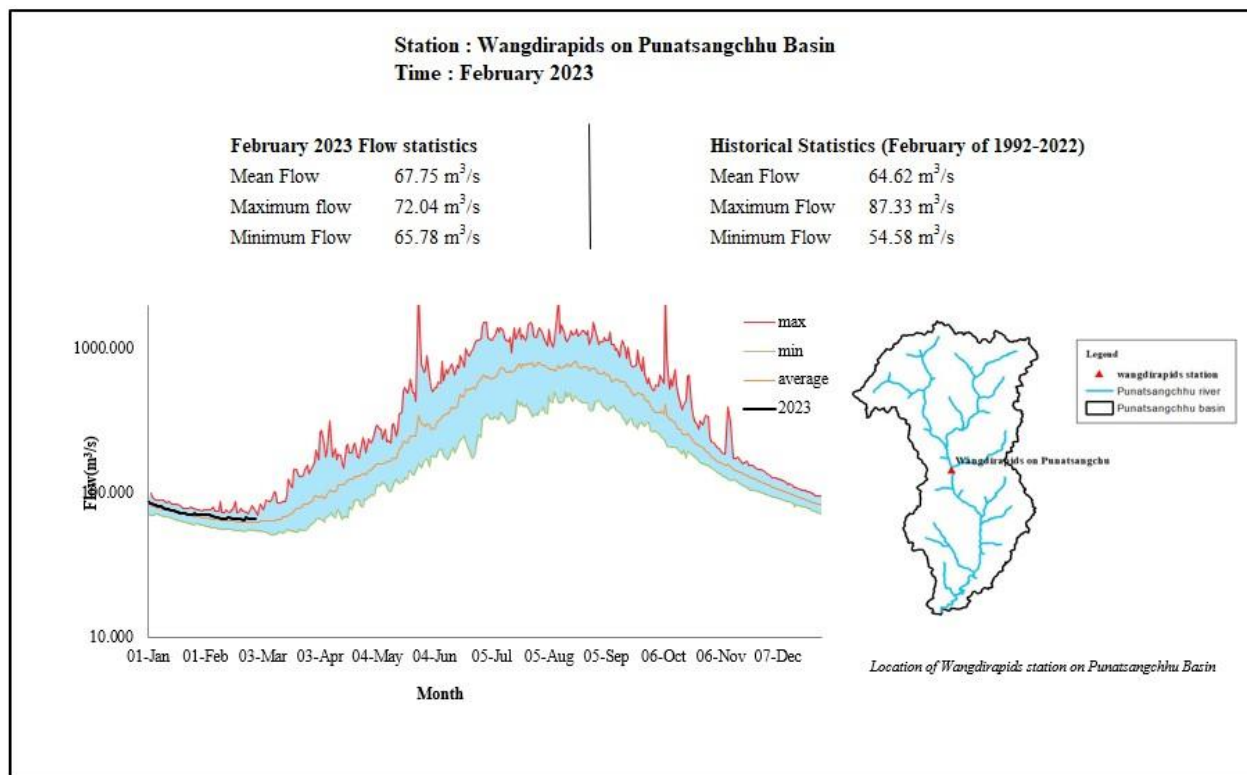 Station : Wangdirapids on Punatsangchhu Basin
Time : February 2023
February 2023 Flow statistics
Mean Flow 67.75 m³/s
Maximum flow 72.04 m³/s
Minimum Flow 65.78 m³/s
Historical Statistics (February of 1992-2022)
Mean Flow 64.62 m³/s
Maximum Flow 87.33 m³/s
Minimum Flow 54.58 m³/s
1000.000
100.000
10.000
Flow(m³/s)
01-Jan 01-Feb 03-Mar 03-Apr 04-May 04-Jun 05-Jul 05-Aug 05-Sep 06-Oct 06-Nov 07-Dec
Month
max
min
average
2023
Legend
wangdirapids station
Punatsangchhu river
Punatsangchhu basin
Wangdirapids on Punatsangchu
Location of Wangdirapids station on Punatsangchhu Basin